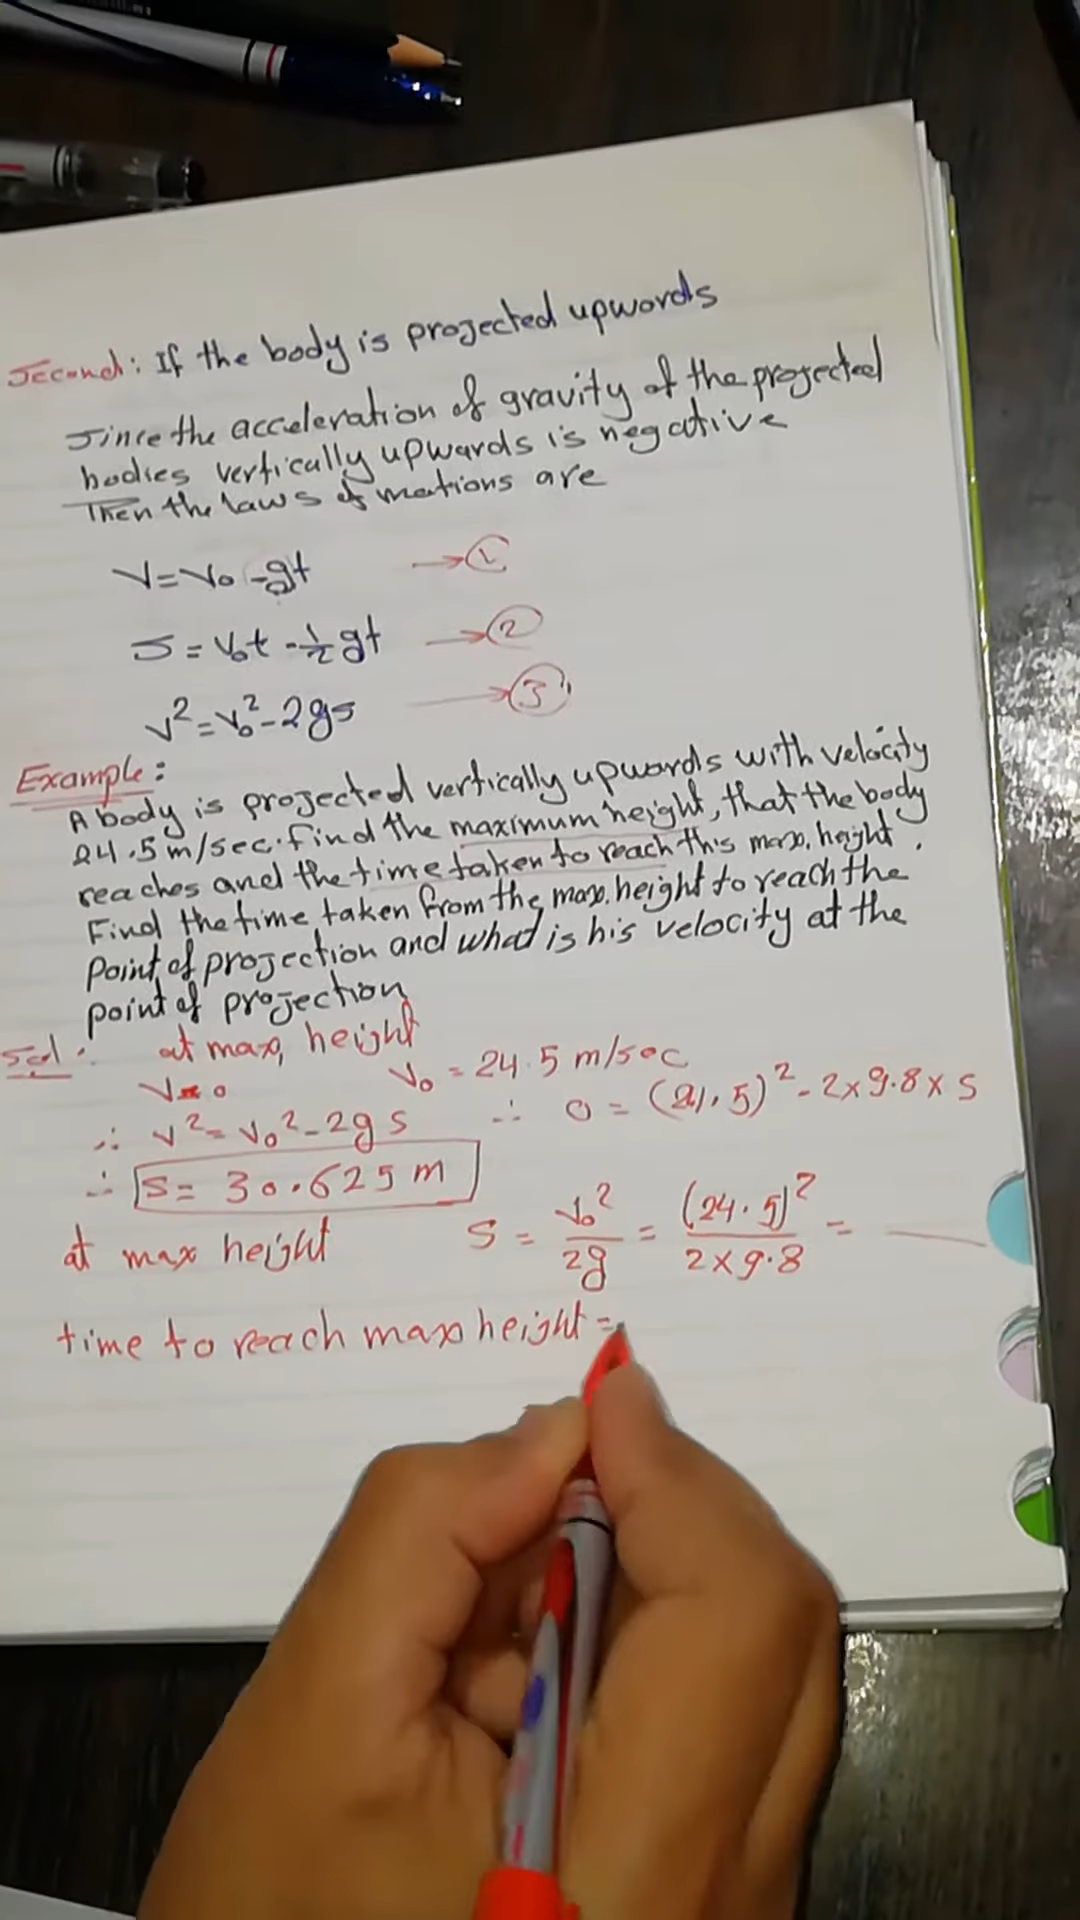 Second: If the body is projected upwords
Since the acceleration of gravity of the projected
bodies vertically upwards is negative
Then the laws of motions are
V=V₀ -gt → ①
S = V₀t - ½ gt → ②
v² = v₀² - 2gs → ③
Example:
A body is projected vertically upwards with velocity
24.5 m/sec. find the maximum height, that the body
reaches and the time taken to reach this max. height.
Find the time taken from the max. height to reach the
point of projection and what is his velocity at the
point of projection
Sol: at max, height
V=0 V₀ = 24.5 m/sec
∴ v² = v₀² - 2g s ∴ 0 = (24.5)² - 2×9.8×S
∴ S = 30.625 m
at max height S = v₀²/2g = (24.5)²/2×9.8 =
time to reach max height =